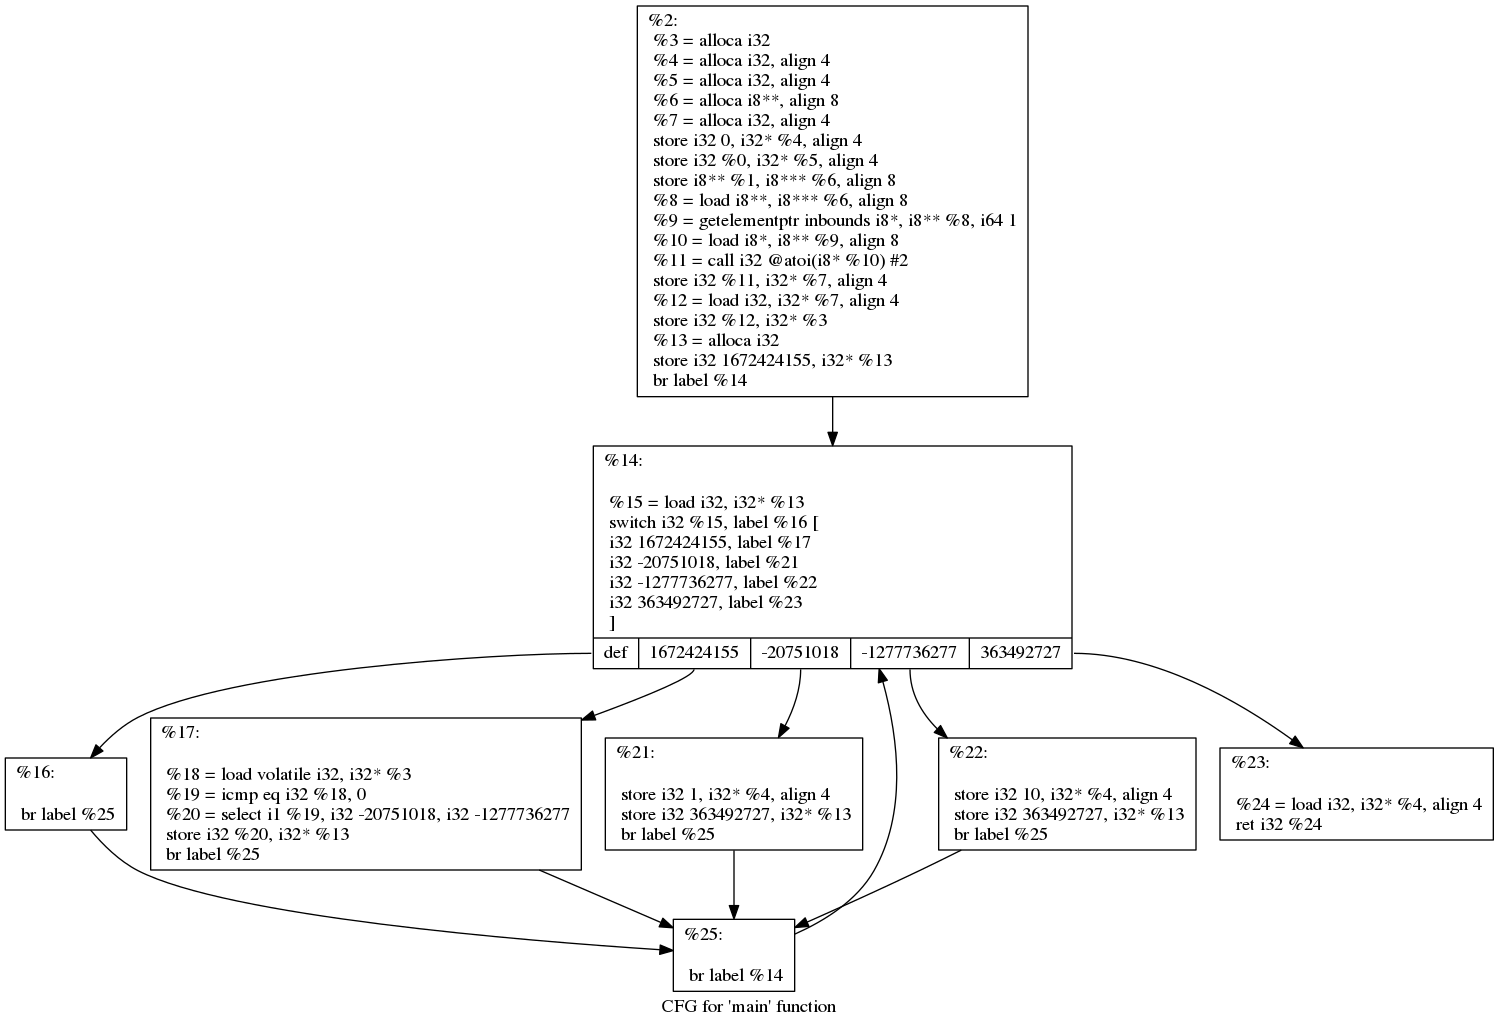 %2:
%3 = alloca i32
%4 = alloca i32, align 4
%5 = alloca i32, align 4
%6 = alloca i8**, align 8
%7 = alloca i32, align 4
store i32 0, i32* %4, align 4
store i32 %0, i32* %5, align 4
store i8** %1, i8*** %6, align 8
%8 = load i8**, i8*** %6, align 8
%9 = getelementptr inbounds i8*, i8** %8, i64 1
%10 = load i8*, i8** %9, align 8
%11 = call i32 @atoi(i8* %10) #2
store i32 %11, i32* %7, align 4
%12 = load i32, i32* %7, align 4
store i32 %12, i32* %3
%13 = alloca i32
store i32 1672424155, i32* %13
br label %14
%14:
%15 = load i32, i32* %13
switch i32 %15, label %16 [
i32 1672424155, label %17
i32 -20751018, label %21
i32 -1277736277, label %22
i32 363492727, label %23
]
def 1672424155 -20751018 -1277736277 363492727
%16:
br label %25
%17:
%18 = load volatile i32, i32* %3
%19 = icmp eq i32 %18, 0
%20 = select i1 %19, i32 -20751018, i32 -1277736277
store i32 %20, i32* %13
br label %25
%21:
store i32 1, i32* %4, align 4
store i32 363492727, i32* %13
br label %25
%22:
store i32 10, i32* %4, align 4
store i32 363492727, i32* %13
br label %25
%23:
%24 = load i32, i32* %4, align 4
ret i32 %24
%25:
br label %14
CFG for 'main' function